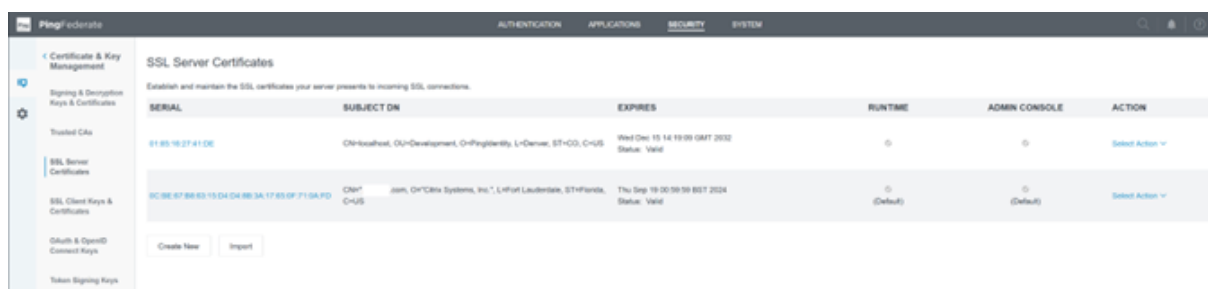 Ping PingFederate AUTHENTICATION APPLICATIONS SECURITY SYSTEM
< Certificate & Key Management
Signing & Decryption Keys & Certificates
Trusted CAs
SSL Server Certificates
SSL Client Keys & Certificates
OAuth & OpenID Connect Keys
Token Signing Keys
SSL Server Certificates
Establish and maintain the SSL certificates your server presents to incoming SSL connections.
SERIAL SUBJECT DN EXPIRES RUNTIME ADMIN CONSOLE ACTION
01:85:16:27:41:DE CN=localhost, OU=Development, O=PingIdentity, L=Denver, ST=CO, C=US Wed Dec 15 14:19:09 GMT 2032 Select Action
Status: Valid
CN=* .com, O="Citrix Systems, Inc.", L=Fort Lauderdale, ST=Florida, Thu Sep 19 00:59:59 BST 2024 Select Action
C=US Status: Valid (Default) (Default)
Create New Import